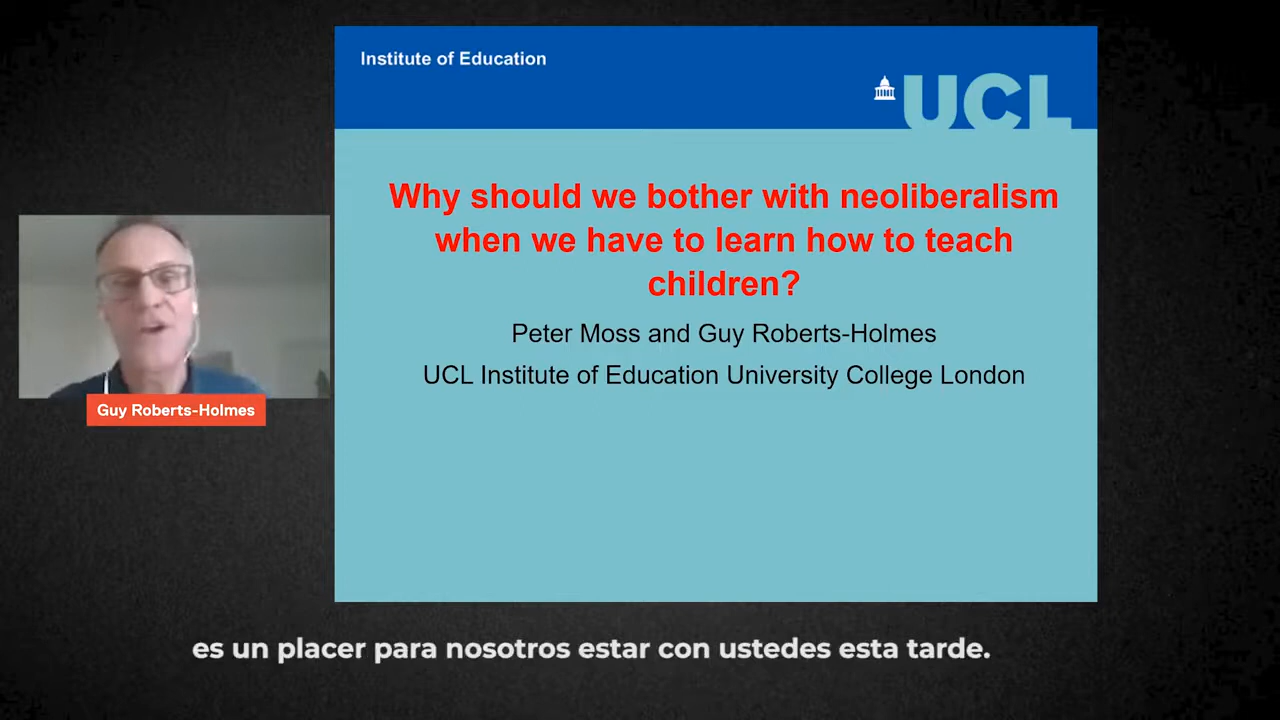 Institute of Education
UCL
Why should we bother with neoliberalism
when we have to learn how to teach
children?
Peter Moss and Guy Roberts-Holmes
UCL Institute of Education University College London
Guy Roberts-Holmes
es un placer para nosotros estar con ustedes esta tarde.